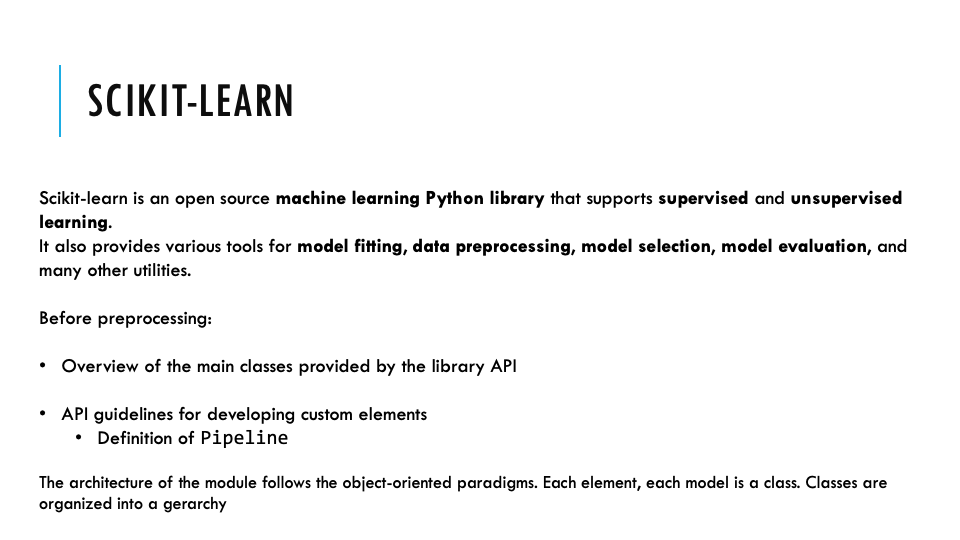 SCIKIT-LEARN
Scikit-learn is an open source machine learning Python library that supports supervised and unsupervised
learning.
It also provides various tools for model fitting, data preprocessing, model selection, model evaluation, and
many other utilities.
Before preprocessing:
• Overview of the main classes provided by the library API
• API guidelines for developing custom elements
• Definition of Pipeline
The architecture of the module follows the object-oriented paradigms. Each element, each model is a class. Classes are
organized into a gerarchy